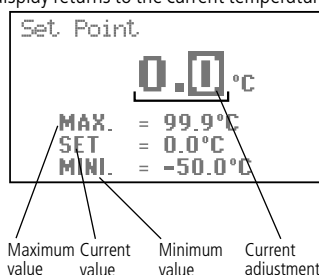 display returns to the current temperatur
Set Point
0.0 °C
MAX. = 99.9°C
SET = 0.0°C
MINI. = -50.0°C
Maximum value
Current value
Minimum value
Current adjustment